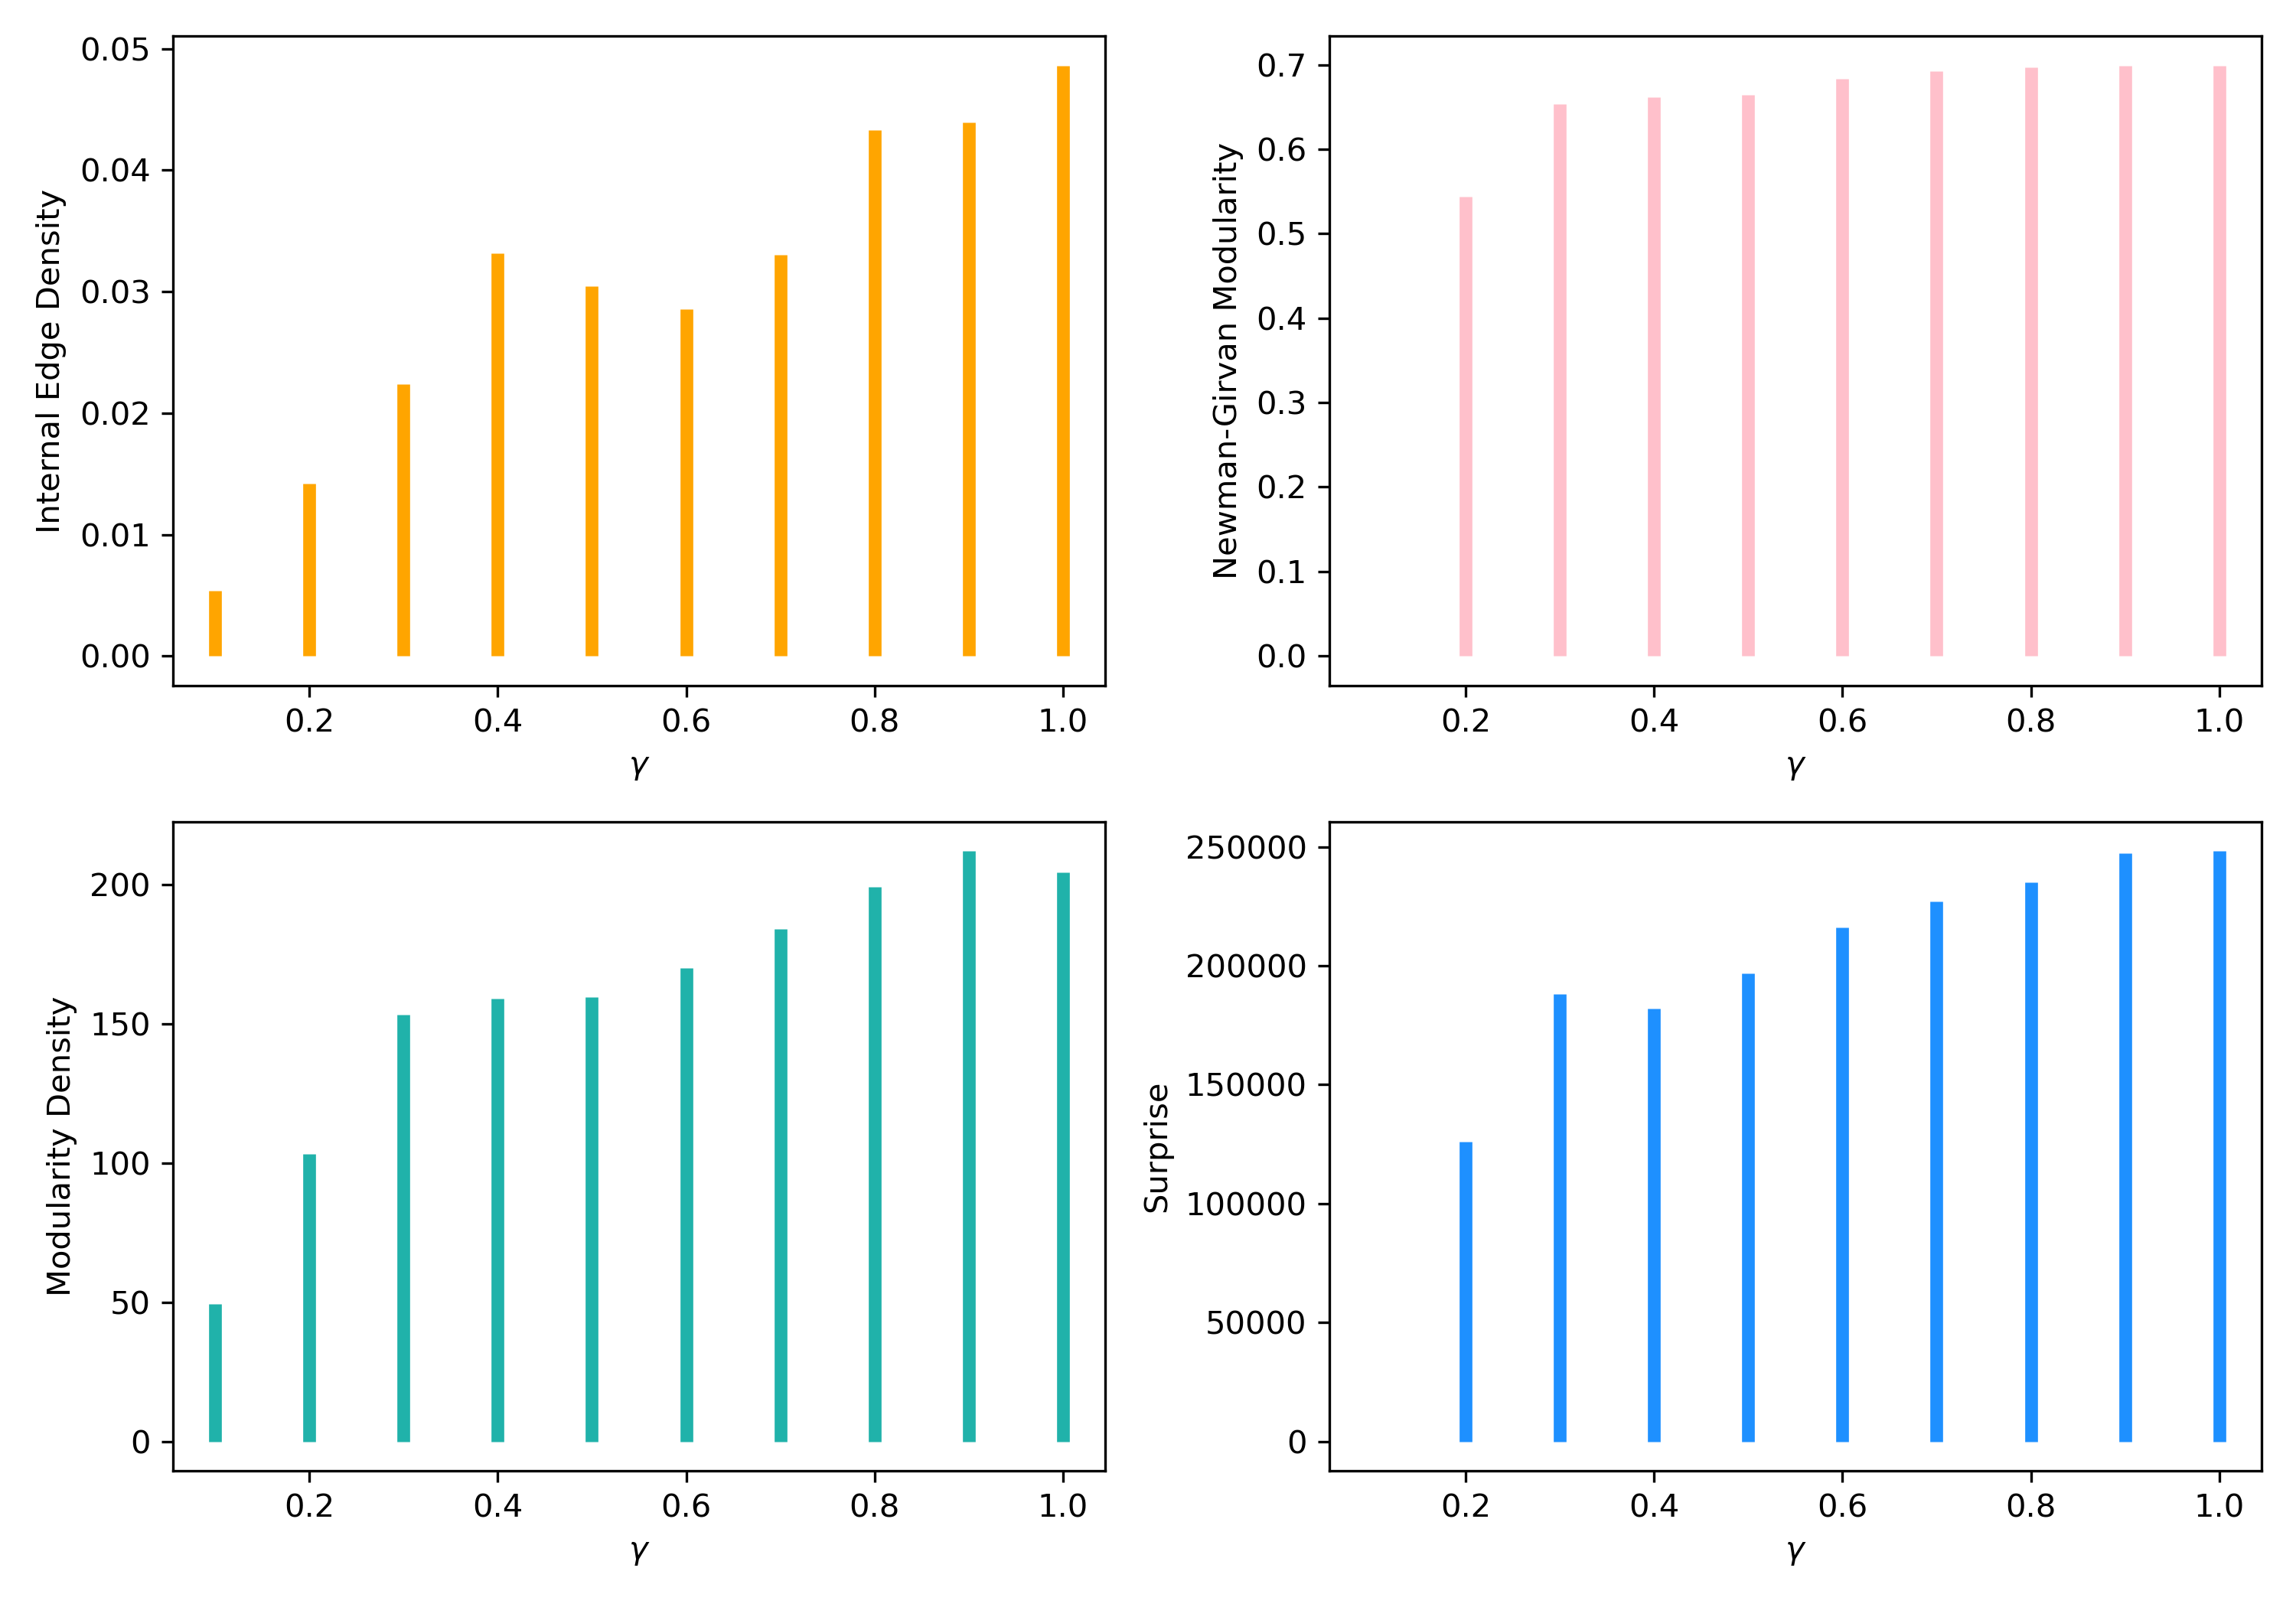 Internal Edge Density
0.05
0.04
0.03
0.02
0.01
0.00
0.2 0.4 0.6 0.8 1.0
γ
Newman-Girvan Modularity
0.7
0.6
0.5
0.4
0.3
0.2
0.1
0.0
0.2 0.4 0.6 0.8 1.0
γ
Modularity Density
200
150
100
50
0
0.2 0.4 0.6 0.8 1.0
γ
Surprise
250000
200000
150000
100000
50000
0
0.2 0.4 0.6 0.8 1.0
γ